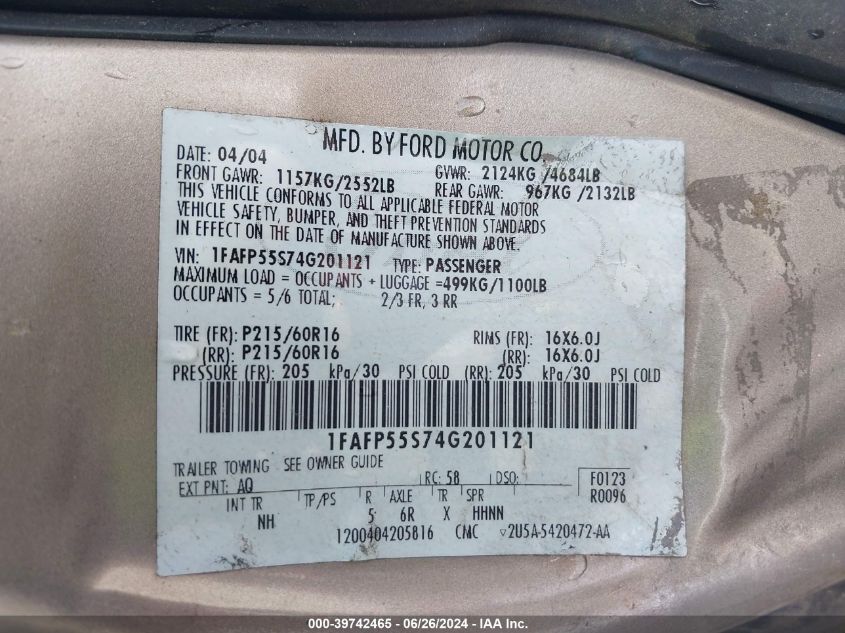 MFD. BY FORD MOTOR CO.
DATE: 04/04 GVWR: 2124KG /4684LB
FRONT GAWR: 1157KG/2552LB REAR GAWR: 967KG /2132LB
THIS VEHICLE CONFORMS TO ALL APPLICABLE FEDERAL MOTOR
VEHICLE SAFETY, BUMPER, AND THEFT PREVENTION STANDARDS
IN EFFECT ON THE DATE OF MANUFACTURE SHOWN ABOVE.
VIN: 1FAFP55S74G201121 TYPE: PASSENGER
MAXIMUM LOAD = OCCUPANTS + LUGGAGE =499KG/1100LB
OCCUPANTS = 5/6 TOTAL; 2/3 FR, 3 RR
TIRE (FR): P215/60R16 RIMS (FR): 16X6.0J
(RR): P215/60R16 (RR): 16X6.0J
PRESSURE (FR): 205 kPa/30 PSI COLD (RR): 205 kPa/30 PSI COLD
1FAFP55S74G201121
TRAILER TOWING SEE OWNER GUIDE
EXT PNT: AQ RC: 58 DSO: F0123
INT TR TP/PS R AXLE TR SPR R0096
NH 5 6R X HHNN
1200404205816 CMC ▽2U5A-5420472-AA
000-39742465 - 06/26/2024 - IAA Inc.